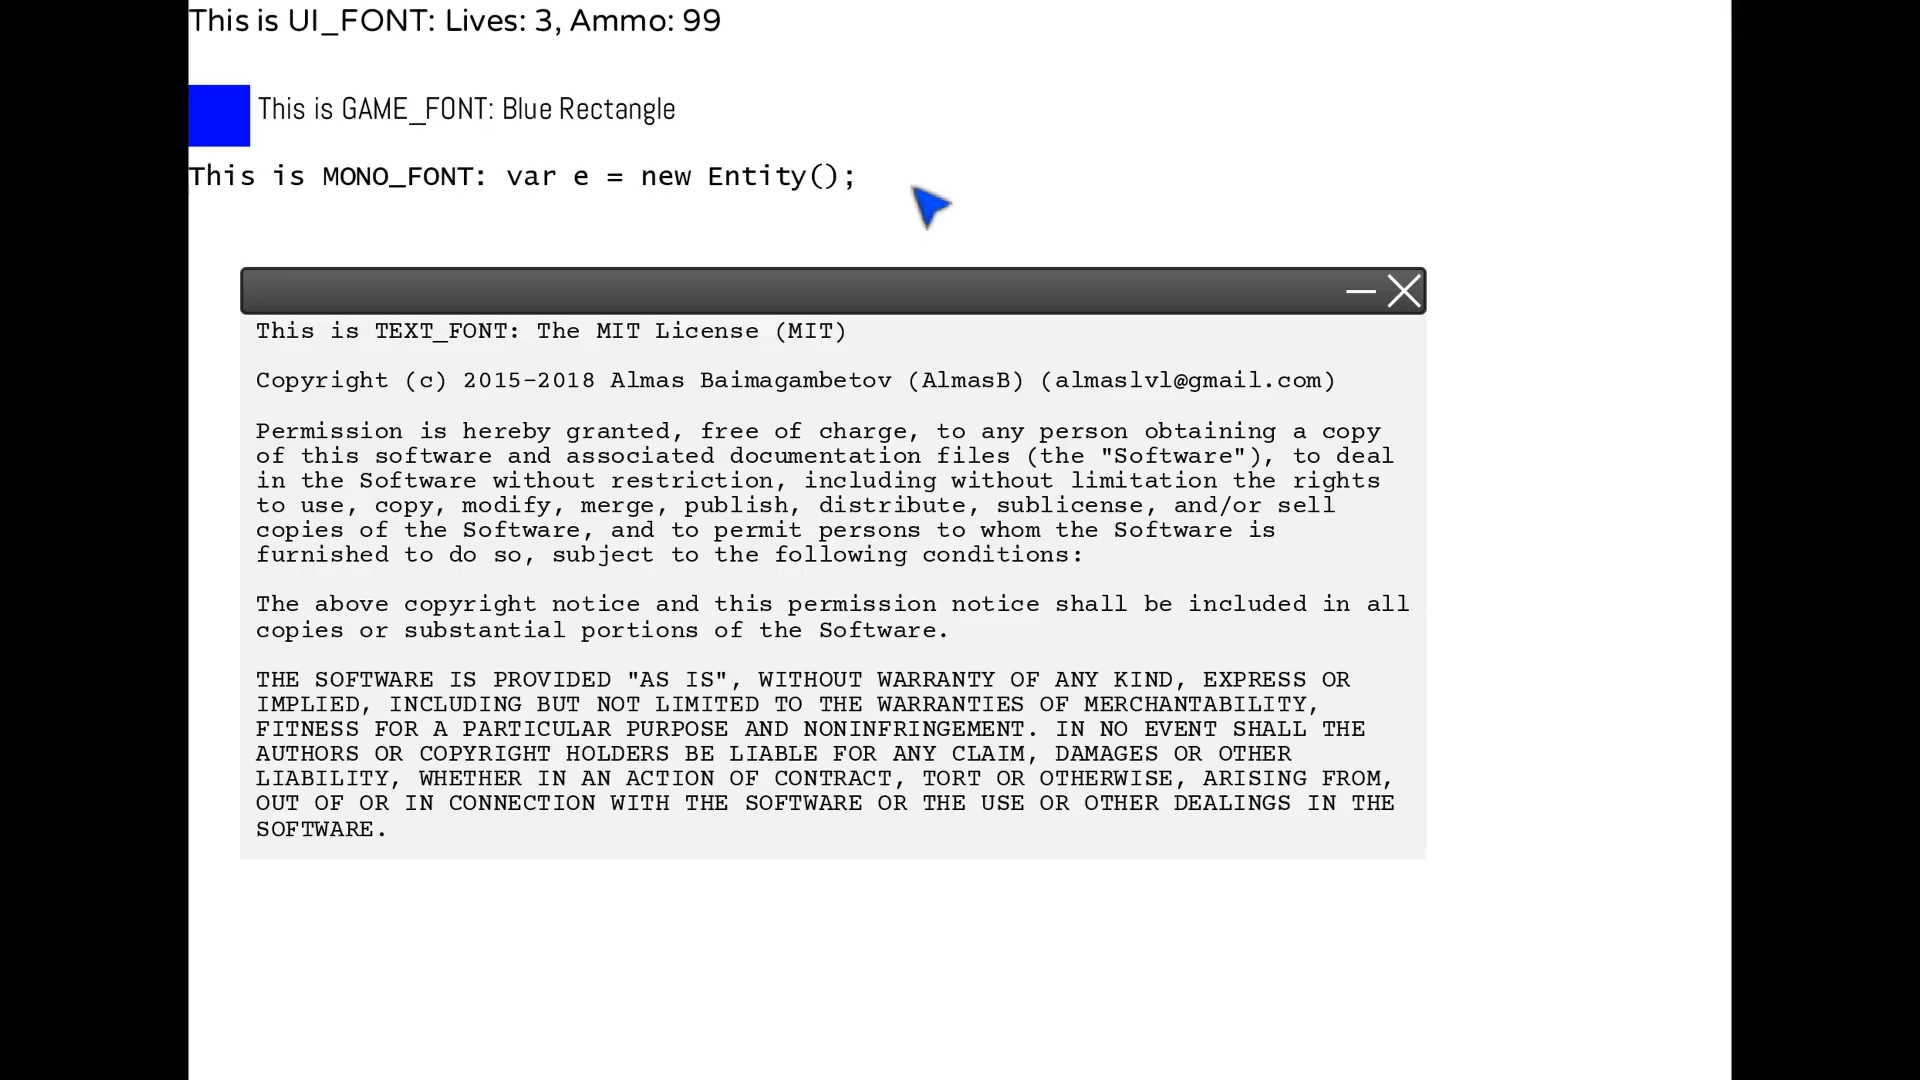 This is UI_FONT: Lives: 3, Ammo: 99
This is GAME_FONT: Blue Rectangle
This is MONO_FONT: var e = new Entity();
This is TEXT_FONT: The MIT License (MIT)
Copyright (c) 2015-2018 Almas Baimagambetov (AlmasB) (almaslvl@gmail.com)
Permission is hereby granted, free of charge, to any person obtaining a copy
of this software and associated documentation files (the "Software"), to deal
in the Software without restriction, including without limitation the rights
to use, copy, modify, merge, publish, distribute, sublicense, and/or sell
copies of the Software, and to permit persons to whom the Software is
furnished to do so, subject to the following conditions:
The above copyright notice and this permission notice shall be included in all
copies or substantial portions of the Software.
THE SOFTWARE IS PROVIDED "AS IS", WITHOUT WARRANTY OF ANY KIND, EXPRESS OR
IMPLIED, INCLUDING BUT NOT LIMITED TO THE WARRANTIES OF MERCHANTABILITY,
FITNESS FOR A PARTICULAR PURPOSE AND NONINFRINGEMENT. IN NO EVENT SHALL THE
AUTHORS OR COPYRIGHT HOLDERS BE LIABLE FOR ANY CLAIM, DAMAGES OR OTHER
LIABILITY, WHETHER IN AN ACTION OF CONTRACT, TORT OR OTHERWISE, ARISING FROM,
OUT OF OR IN CONNECTION WITH THE SOFTWARE OR THE USE OR OTHER DEALINGS IN THE
SOFTWARE.